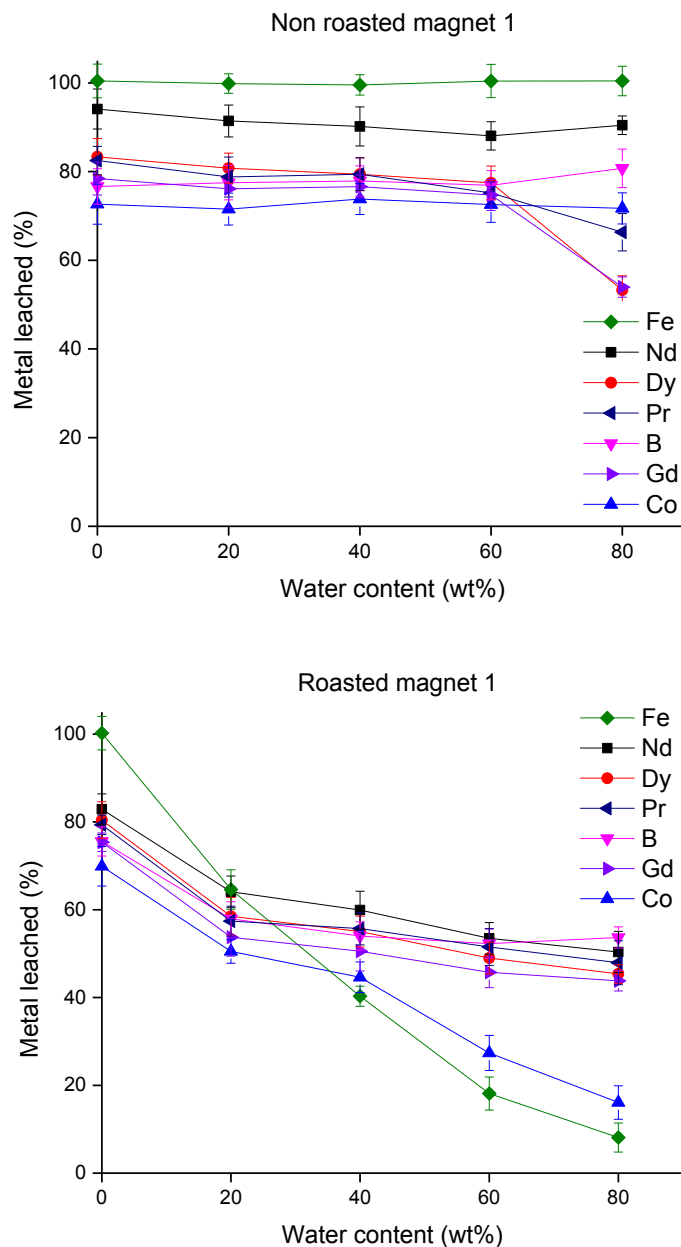 Non roasted magnet 1
100
80
60
40
20
0
Metal leached (%)
Fe
Nd
Dy
Pr
B
Gd
Co
0 20 40 60 80
Water content (wt%)
Roasted magnet 1
100
80
60
40
20
0
Metal leached (%)
Fe
Nd
Dy
Pr
B
Gd
Co
0 20 40 60 80
Water content (wt%)